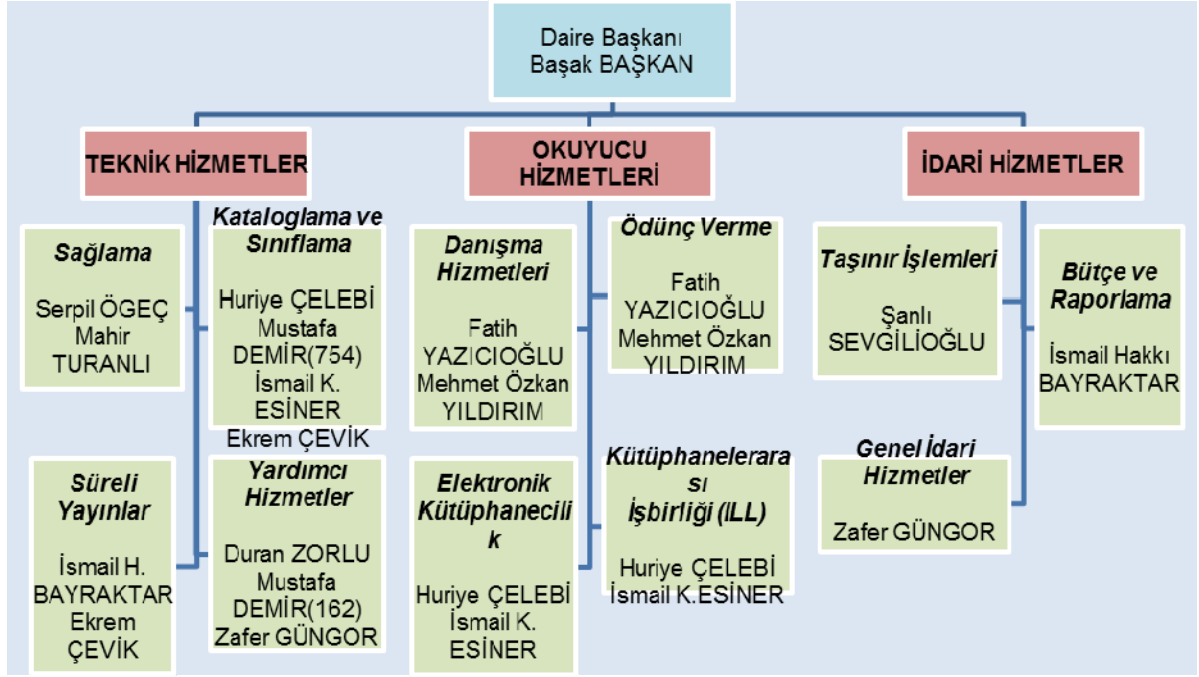 Daire Başkanı
Başak BAŞKAN
TEKNİK HİZMETLER
Sağlama
Serpil ÖGEÇ
Mahir
TURANLI
Kataloglama ve
Sınıflama
Huriye ÇELEBİ
Mustafa
DEMİR(754)
İsmail K.
ESİNER
Ekrem ÇEVİK
Süreli
Yayınlar
İsmail H.
BAYRAKTAR
Ekrem
ÇEVİK
Yardımcı
Hizmetler
Duran ZORLU
Mustafa
DEMİR(162)
Zafer GÜNGOR
OKUYUCU
HİZMETLERİ
Danışma
Hizmetleri
Fatih
YAZICIOĞLU
Mehmet Özkan
YILDIRIM
Ödünç Verme
Fatih
YAZICIOĞLU
Mehmet Özkan
YILDIRIM
Elektronik
Kütüphanecili
k
Huriye ÇELEBİ
İsmail K.
ESİNER
Kütüphanelerara
sı
İşbirliği (ILL)
Huriye ÇELEBİ
İsmail K.ESİNER
İDARİ HİZMETLER
Taşınır İşlemleri
Şanlı
SEVGİLİOĞLU
Bütçe ve
Raporlama
İsmail Hakkı
BAYRAKTAR
Genel İdari
Hizmetler
Zafer GÜNGOR